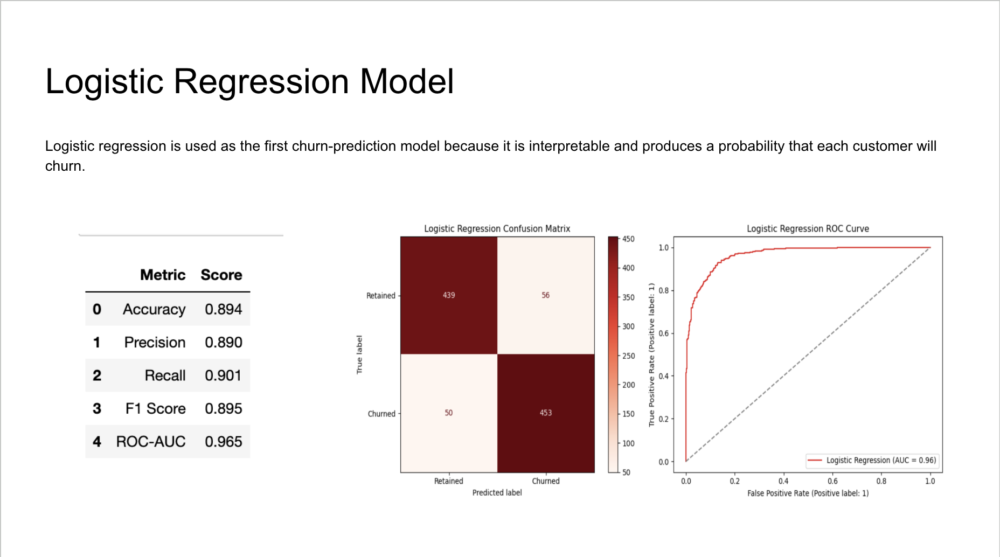 Logistic Regression Model
Logistic regression is used as the first churn-prediction model because it is interpretable and produces a probability that each customer will
churn.
Metric Score
0 Accuracy 0.894
1 Precision 0.890
2 Recall 0.901
3 F1 Score 0.895
4 ROC-AUC 0.965
Logistic Regression Confusion Matrix
True label
Retained
Churned
439 56
50 453
Retained Churned
Predicted label
450
400
350
300
250
200
150
100
50
Logistic Regression ROC Curve
True Positive Rate (Positive label: 1)
1.0
0.8
0.6
0.4
0.2
0.0
Logistic Regression (AUC = 0.96)
0.0 0.2 0.4 0.6 0.8 1.0
False Positive Rate (Positive label: 1)